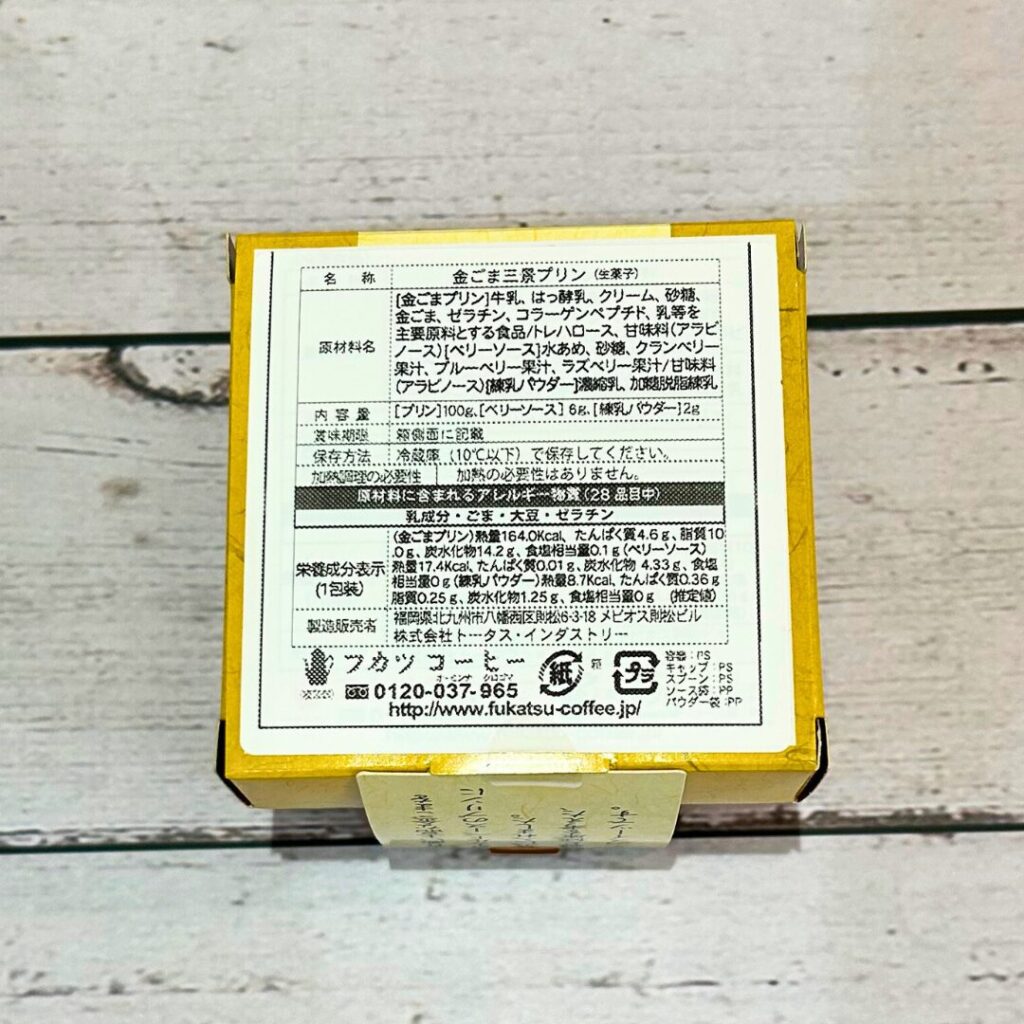 名称 金ごま三景プリン（生菓子）
原材料名
[金ごまプリン]牛乳、はっ酵乳、クリーム、砂糖、
金ごま、ゼラチン、コラーゲンペプチド、乳等を
主要原料とする食品/トレハロース、甘味料(アラビ
ノース)[ベリーソース]水あめ、砂糖、クランベリー
果汁、ブルーベリー果汁、ラズベリー果汁/甘味料
(アラビノース)[練乳パウダー]濃縮乳、加糖脱脂練乳
内容量 [プリン]100g、[ベリーソース] 6g、[練乳パウダー]2g
賞味期限 箱側面に記載
保存方法 冷蔵庫（10℃以下）で保存してください。
加熱調理の必要性 加熱の必要性はありません。
原材料に含まれるアレルギー物質（28品目中）
乳成分・ごま・大豆・ゼラチン
栄養成分表示
(1包装)
(金ごまプリン)熱量164.0Kcal、たんぱく質4.6g、脂質10
.0g、炭水化物14.2g、食塩相当量0.1g(ベリーソース)
熱量17.4Kcal、たんぱく質0.01g、炭水化物 4.33g、食塩
相当量0g(練乳パウダー)熱量8.7Kcal、たんぱく質0.36g
脂質0.25g、炭水化物1.25g、食塩相当量0g (推定値)
製造販売者
福岡県北九州市八幡西区則松6-3-18 メビオス則松ビル
株式会社トータス・インダストリー
フカツコーヒー
オーミンナ クロゴマ
0120-037-965
http://www.fukatsu-coffee.jp/
紙
箱
プラ
容器：PS
キャップ：PS
スプーン：PS
ソース袋：PP
パウダー袋：PP